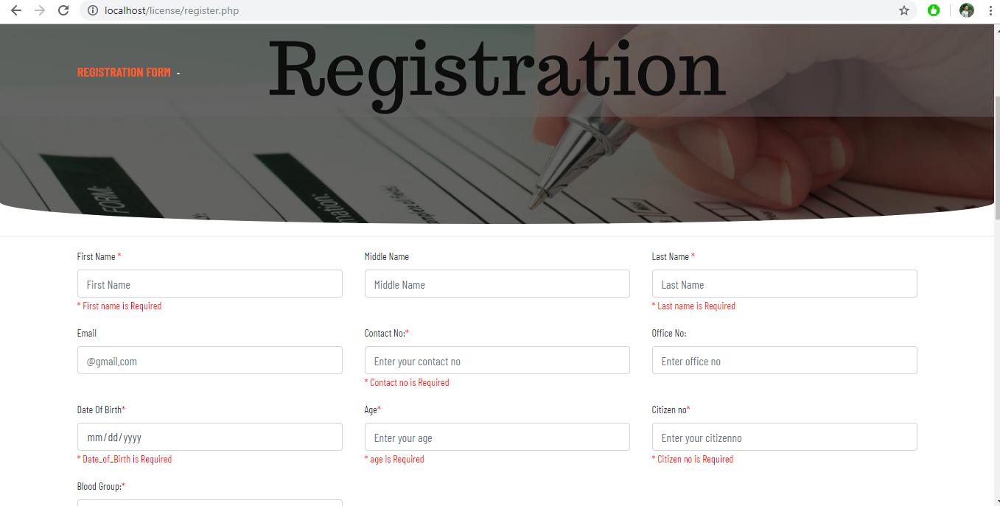 localhost/license/register.php
Registration
REGISTRATION FORM -
FORM:
mation:
First Name * Middle Name Last Name *
First Name Middle Name Last Name
* First name is Required * Last name is Required
Email Contact No:* Office No:
@gmail.com Enter your contact no Enter office no
* Contact no is Required
Date Of Birth* Age* Citizen no*
mm/dd/yyyy Enter your age Enter your citizenno
* Date_of_Birth is Required * age is Required * Citizen no is Required
Blood Group:*